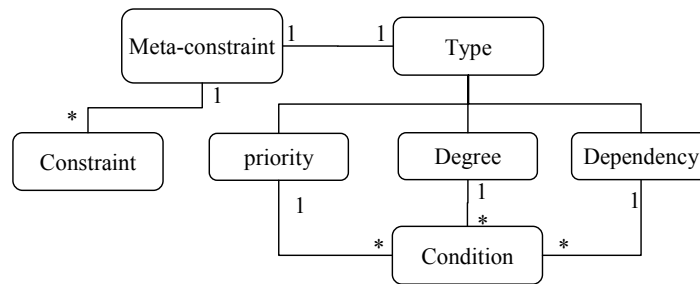 Meta-constraint
1
1
Type
1
*
Constraint
priority
Degree
Dependency
1
1
1
*
*
*
Condition